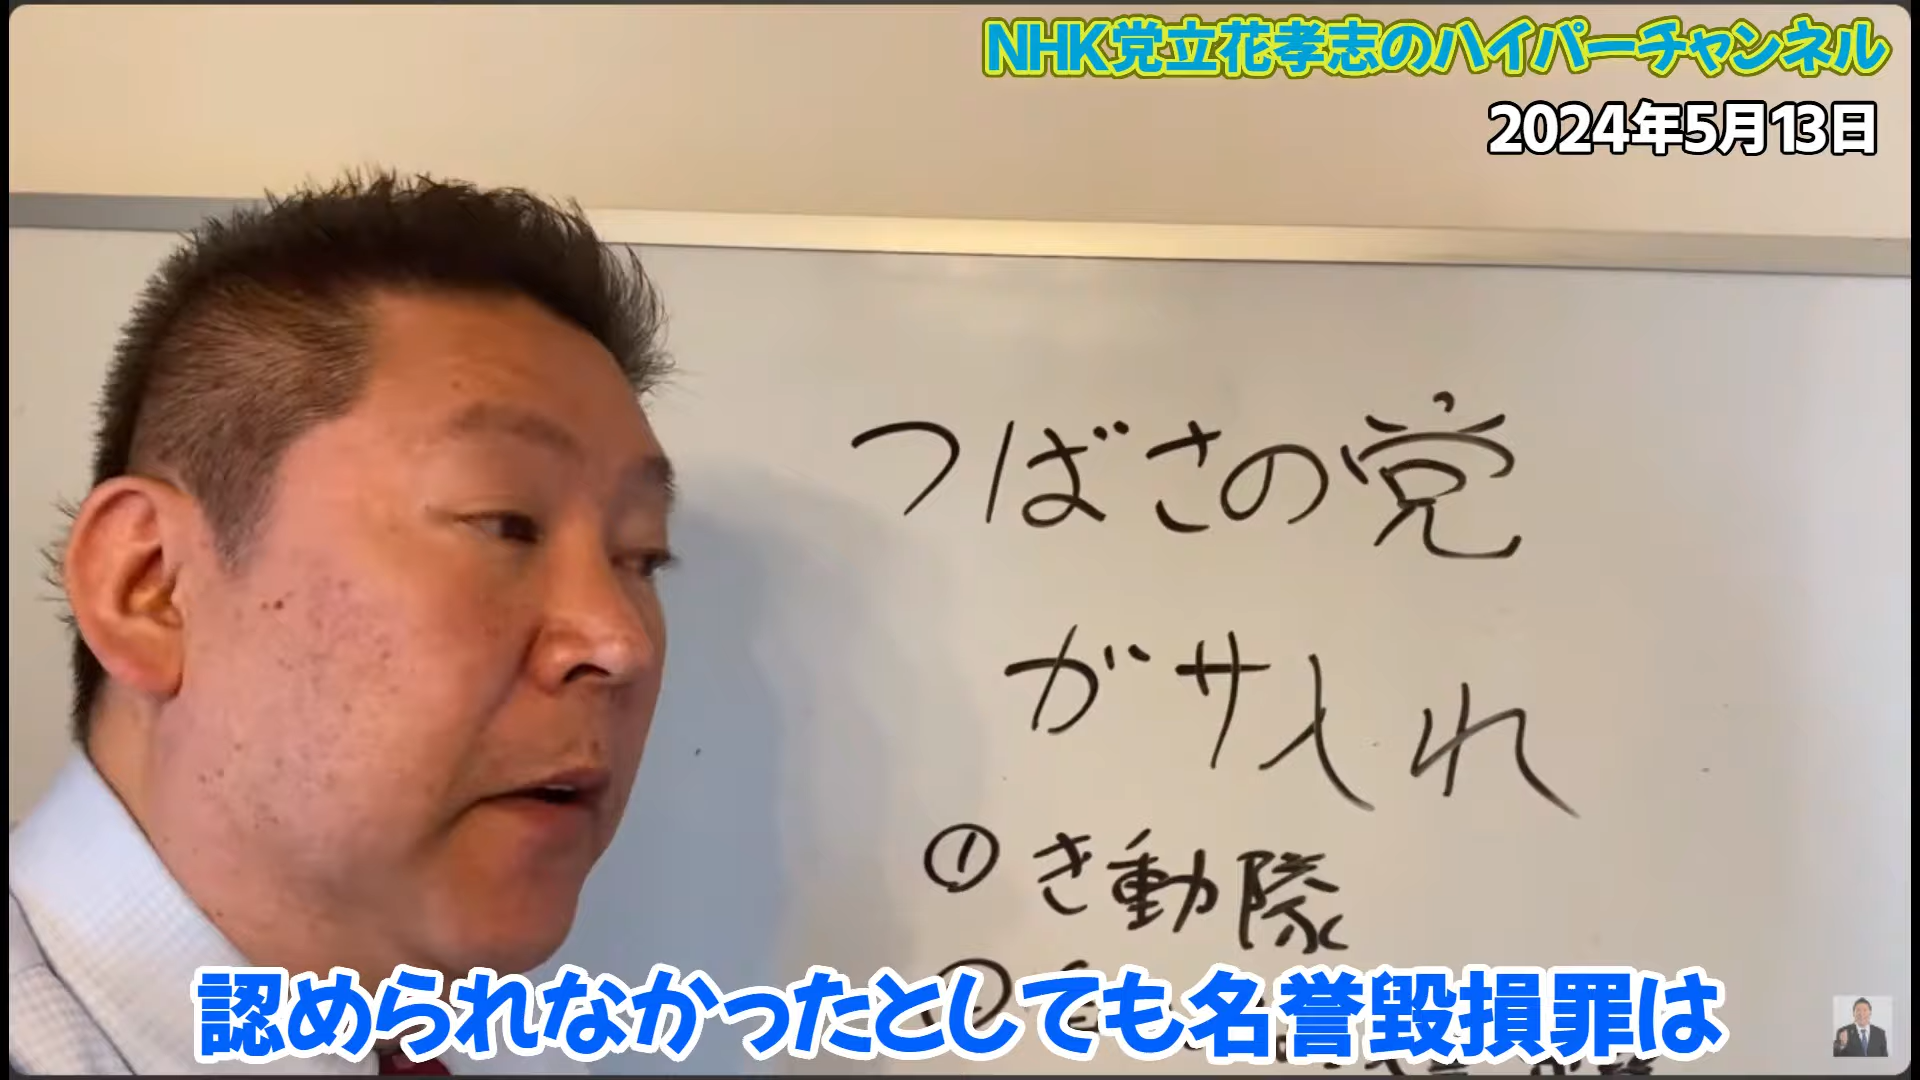 NHK党立花孝志のハイパーチャンネル
2024年5月13日
つばさの党
がサ入れ
① き動隊
認められなかったとしても名誉毀損罪は